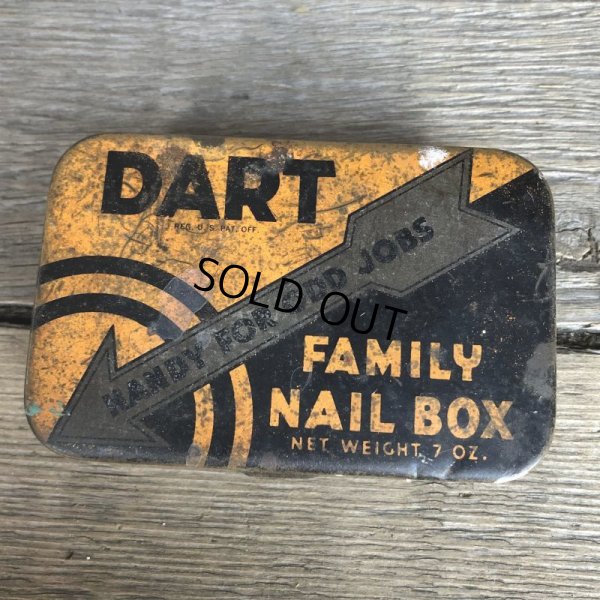 DART
REG. U. S. PAT. OFF.
HANDY FOR ODD JOBS
SOLD OUT
FAMILY
NAIL BOX
NET WEIGHT 7 OZ.